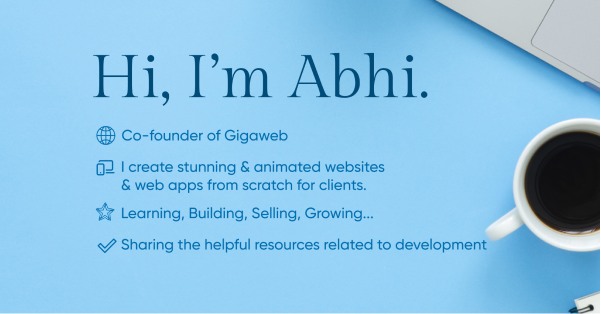 Hi, I'm Abhi.
Co-founder of Gigaweb
I create stunning & animated websites
& web apps from scratch for clients.
Learning, Building, Selling, Growing...
Sharing the helpful resources related to development